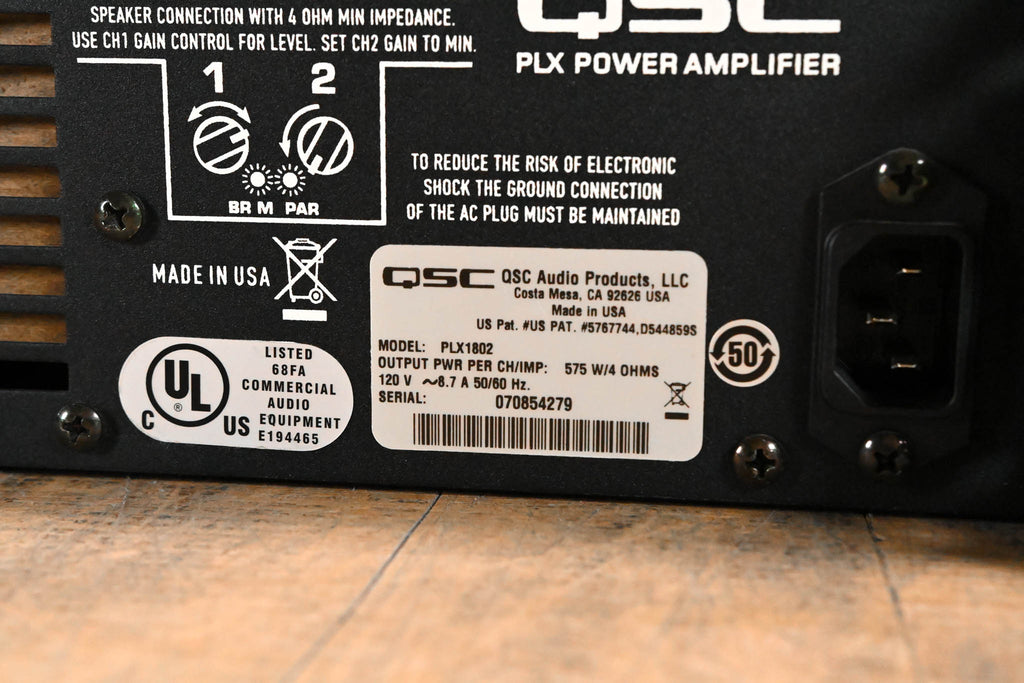 SPEAKER CONNECTION WITH 4 OHM MIN IMPEDANCE.
USE CH1 GAIN CONTROL FOR LEVEL. SET CH2 GAIN TO MIN.
QSC
PLX POWER AMPLIFIER
1 2
BR M PAR
TO REDUCE THE RISK OF ELECTRONIC
SHOCK THE GROUND CONNECTION
OF THE AC PLUG MUST BE MAINTAINED
MADE IN USA
QSC QSC Audio Products, LLC
Costa Mesa, CA 92626 USA
Made in USA
US Pat. #US PAT. #5767744,D544859S
MODEL: PLX1802
OUTPUT PWR PER CH/IMP: 575 W/4 OHMS
120 V ~8.7 A 50/60 Hz.
SERIAL: 070854279
50
C UL ® US
LISTED
68FA
COMMERCIAL
AUDIO
EQUIPMENT
E194465